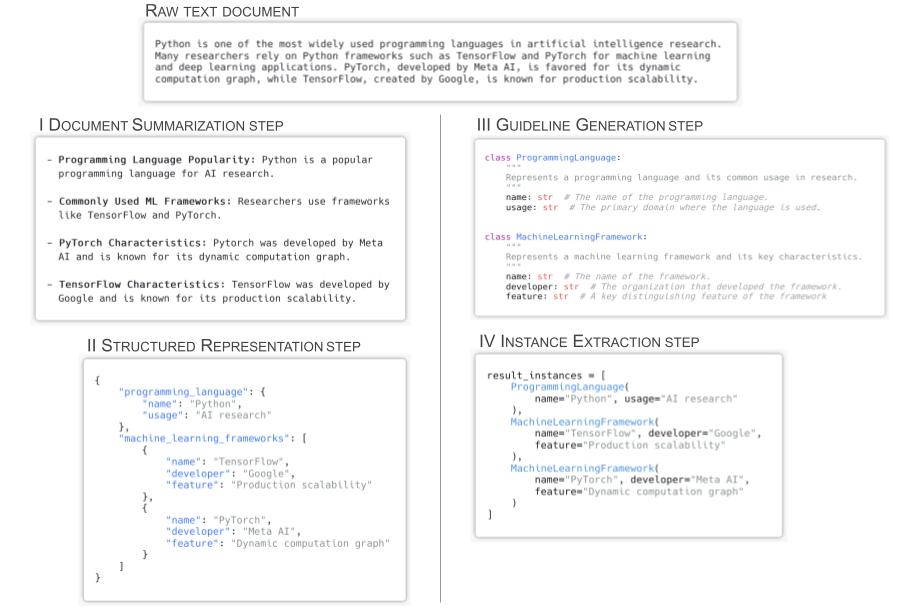 RAW TEXT DOCUMENT
Python is one of the most widely used programming languages in artificial intelligence research.
Many researchers rely on Python frameworks such as TensorFlow and PyTorch for machine learning
and deep learning applications. PyTorch, developed by Meta AI, is favored for its dynamic
computation graph, while TensorFlow, created by Google, is known for production scalability.
I DOCUMENT SUMMARIZATION STEP
- Programming Language Popularity: Python is a popular
programming language for AI research.
- Commonly Used ML Frameworks: Researchers use frameworks
like TensorFlow and PyTorch.
- PyTorch Characteristics: Pytorch was developed by Meta
AI and is known for its dynamic computation graph.
- TensorFlow Characteristics: TensorFlow was developed by
Google and is known for its production scalability.
II STRUCTURED REPRESENTATION STEP
{
    "programming_language": {
        "name": "Python",
        "usage": "AI research"
    },
    "machine_learning_frameworks": [
        {
            "name": "TensorFlow",
            "developer": "Google",
            "feature": "Production scalability"
        },
        {
            "name": "PyTorch",
            "developer": "Meta AI",
            "feature": "Dynamic computation graph"
        }
    ]
}
III GUIDELINE GENERATION STEP
class ProgrammingLanguage:
    """
    Represents a programming language and its common usage in research.
    """
    name: str  # The name of the programming language.
    usage: str  # The primary domain where the language is used.
class MachineLearningFramework:
    """
    Represents a machine learning framework and its key characteristics.
    """
    name: str  # The name of the framework.
    developer: str  # The organization that developed the framework.
    feature: str  # A key distinguishing feature of the framework
IV INSTANCE EXTRACTION STEP
result_instances = [
    ProgrammingLanguage(
        name="Python", usage="AI research"
    ),
    MachineLearningFramework(
        name="TensorFlow", developer="Google",
        feature="Production scalability"
    ),
    MachineLearningFramework(
        name="PyTorch", developer="Meta AI",
        feature="Dynamic computation graph"
    )
]